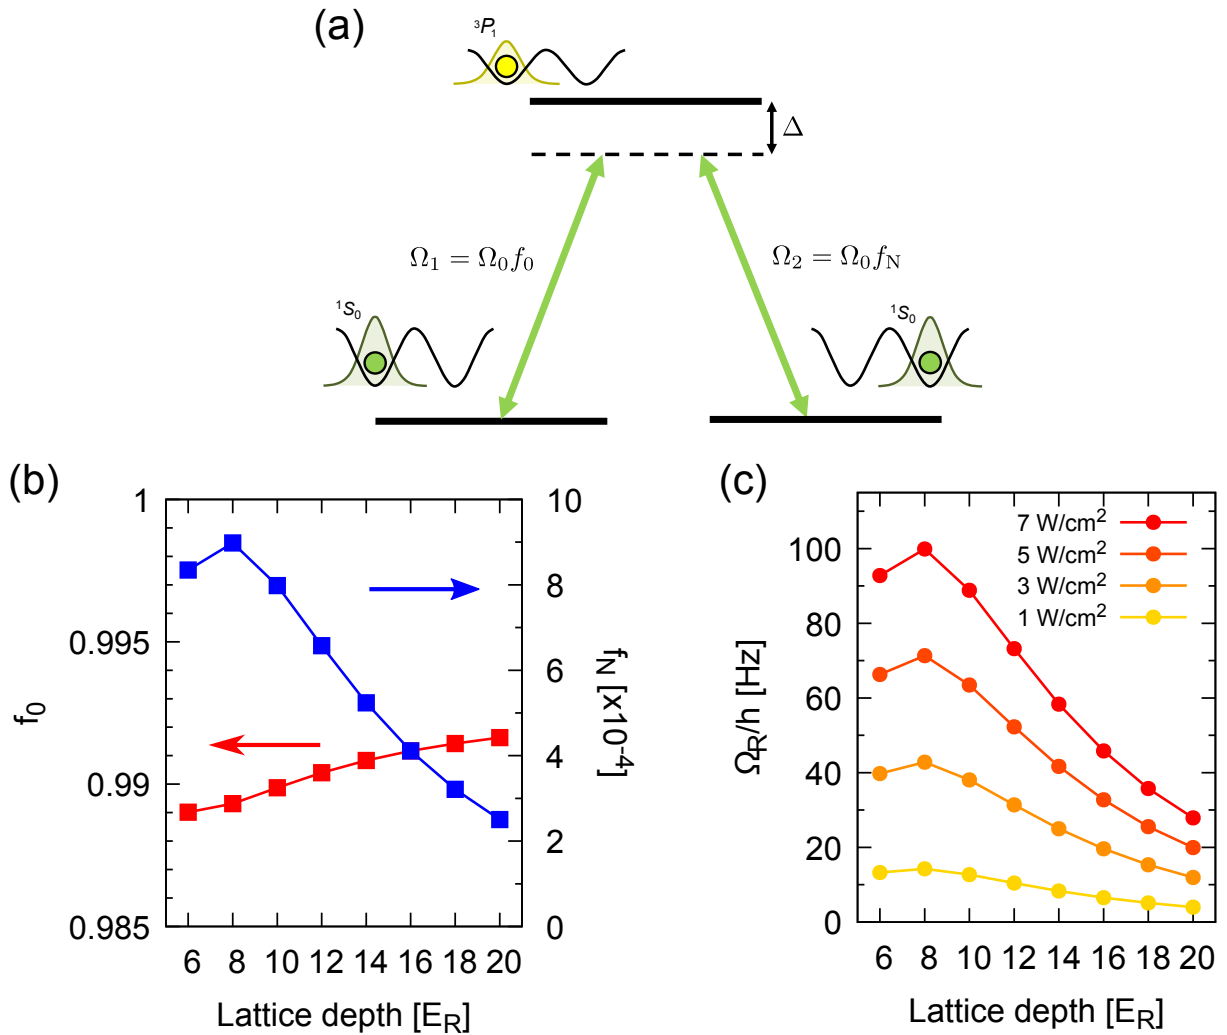 (a)
³P₁
Δ
Ω₁ = Ω₀f₀
Ω₂ = Ω₀f_N
¹S₀
¹S₀
(b)
f₀
1
0.995
0.99
0.985
10
8
6
4
2
0
f_N [x10⁻⁴]
6 8 10 12 14 16 18 20
Lattice depth [E_R]
(c)
Ω_R/h [Hz]
100
80
60
40
20
0
7 W/cm²
5 W/cm²
3 W/cm²
1 W/cm²
6 8 10 12 14 16 18 20
Lattice depth [E_R]